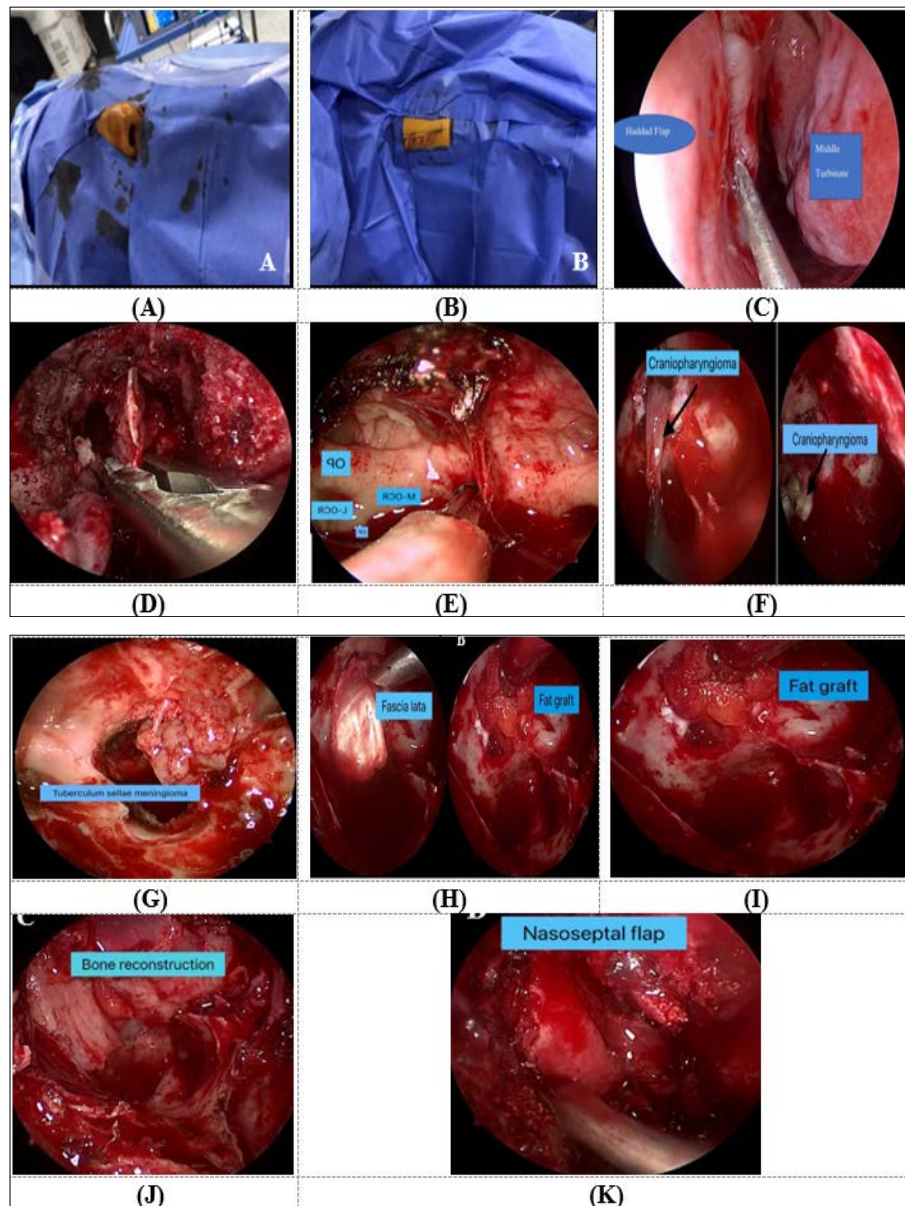 A
B
(A)
(B)
Haddad Flap
Middle
Turbinate
(C)
(D)
OP
M-OCR
L-OCR
(E)
Craniopharyngioma
Craniopharyngioma
(F)
Tuberculum sellae meningioma
(G)
Fascia lata
Fat graft
(H)
Fat graft
(I)
C
Bone reconstruction
(J)
D
Nasoseptal flap
(K)